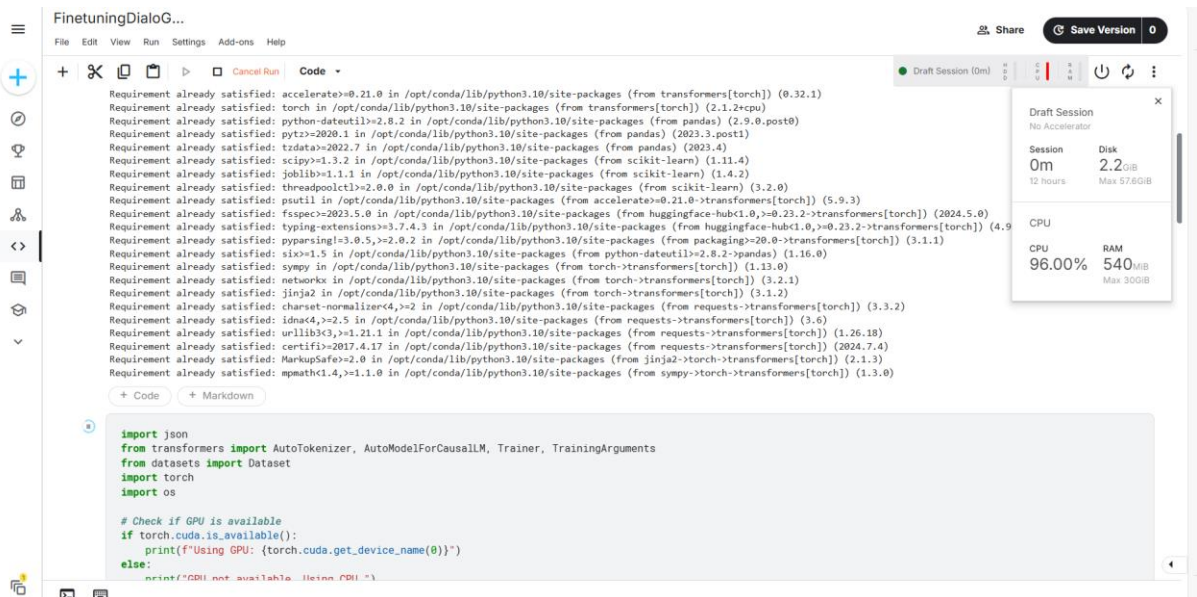 FinetuningDialoG...
File Edit View Run Settings Add-ons Help
Share
Save Version 0
Cancel Run Code
Draft Session (0m)
Requirement already satisfied: accelerate>=0.21.0 in /opt/conda/lib/python3.10/site-packages (from transformers[torch]) (0.32.1)
Requirement already satisfied: torch in /opt/conda/lib/python3.10/site-packages (from transformers[torch]) (2.1.2+cpu)
Requirement already satisfied: python-dateutil>=2.8.2 in /opt/conda/lib/python3.10/site-packages (from pandas) (2.9.0.post0)
Requirement already satisfied: pytz>=2020.1 in /opt/conda/lib/python3.10/site-packages (from pandas) (2023.3.post1)
Requirement already satisfied: tzdata>=2022.7 in /opt/conda/lib/python3.10/site-packages (from pandas) (2023.4)
Requirement already satisfied: scipy>=1.3.2 in /opt/conda/lib/python3.10/site-packages (from scikit-learn) (1.11.4)
Requirement already satisfied: joblib>=1.1.1 in /opt/conda/lib/python3.10/site-packages (from scikit-learn) (1.4.2)
Requirement already satisfied: threadpoolctl>=2.0.0 in /opt/conda/lib/python3.10/site-packages (from scikit-learn) (3.2.0)
Requirement already satisfied: psutil in /opt/conda/lib/python3.10/site-packages (from accelerate>=0.21.0->transformers[torch]) (5.9.3)
Requirement already satisfied: fsspec>=2023.5.0 in /opt/conda/lib/python3.10/site-packages (from huggingface-hub<1.0,>=0.23.2->transformers[torch]) (2024.5.0)
Requirement already satisfied: typing-extensions>=3.7.4.3 in /opt/conda/lib/python3.10/site-packages (from huggingface-hub<1.0,>=0.23.2->transformers[torch]) (4.9
Requirement already satisfied: pyparsing!=3.0.5,>=2.0.2 in /opt/conda/lib/python3.10/site-packages (from packaging>=20.0->transformers[torch]) (3.1.1)
Requirement already satisfied: six>=1.5 in /opt/conda/lib/python3.10/site-packages (from python-dateutil>=2.8.2->pandas) (1.16.0)
Requirement already satisfied: sympy in /opt/conda/lib/python3.10/site-packages (from torch->transformers[torch]) (1.13.0)
Requirement already satisfied: networkx in /opt/conda/lib/python3.10/site-packages (from torch->transformers[torch]) (3.2.1)
Requirement already satisfied: jinja2 in /opt/conda/lib/python3.10/site-packages (from torch->transformers[torch]) (3.1.2)
Requirement already satisfied: charset-normalizer<4,>=2 in /opt/conda/lib/python3.10/site-packages (from requests->transformers[torch]) (3.3.2)
Requirement already satisfied: idna<4,>=2.5 in /opt/conda/lib/python3.10/site-packages (from requests->transformers[torch]) (3.6)
Requirement already satisfied: urllib3<3,>=1.21.1 in /opt/conda/lib/python3.10/site-packages (from requests->transformers[torch]) (1.26.18)
Requirement already satisfied: certifi>=2017.4.17 in /opt/conda/lib/python3.10/site-packages (from requests->transformers[torch]) (2024.7.4)
Requirement already satisfied: MarkupSafe>=2.0 in /opt/conda/lib/python3.10/site-packages (from jinja2->torch->transformers[torch]) (2.1.3)
Requirement already satisfied: mpmath<1.4,>=1.1.0 in /opt/conda/lib/python3.10/site-packages (from sympy->torch->transformers[torch]) (1.3.0)
Draft Session
No Accelerator
Session Disk
0m 2.2GiB
12 hours Max 57.6GiB
CPU
CPU RAM
96.00% 540MiB
Max 30GiB
+ Code + Markdown
import json
from transformers import AutoTokenizer, AutoModelForCausalLM, Trainer, TrainingArguments
from datasets import Dataset
import torch
import os
# Check if GPU is available
if torch.cuda.is_available():
print(f"Using GPU: {torch.cuda.get_device_name(0)}")
else:
print("GPU not available. Using CPU.")